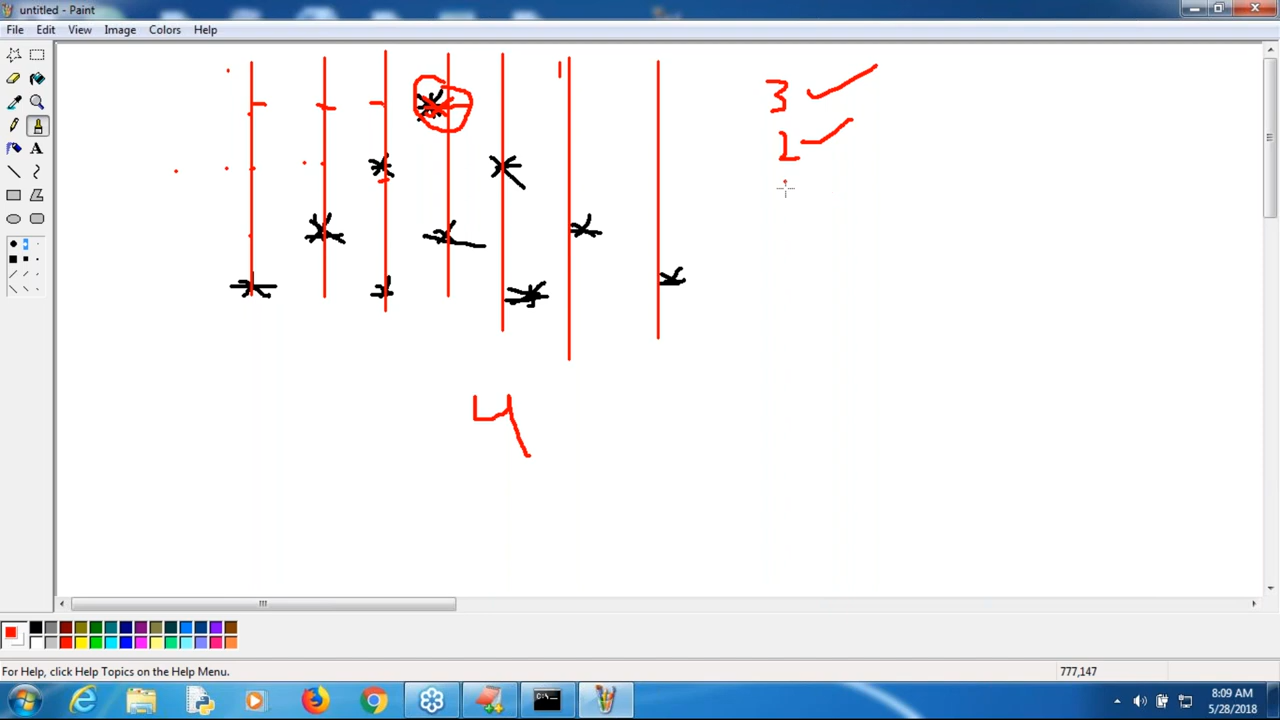 untitled - Paint
File Edit View Image Colors Help
3
2
4
For Help, click Help Topics on the Help Menu.
777,147
8:09 AM
5/28/2018